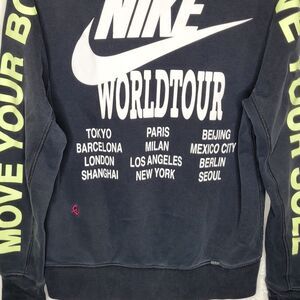 NIKE
WORLDTOUR
TOKYO PARIS BEIJING
BARCELONA MILAN MEXICO CITY
LONDON LOS ANGELES BERLIN
SHANGHAI NEW YORK SEOUL
MOVE YOUR BO